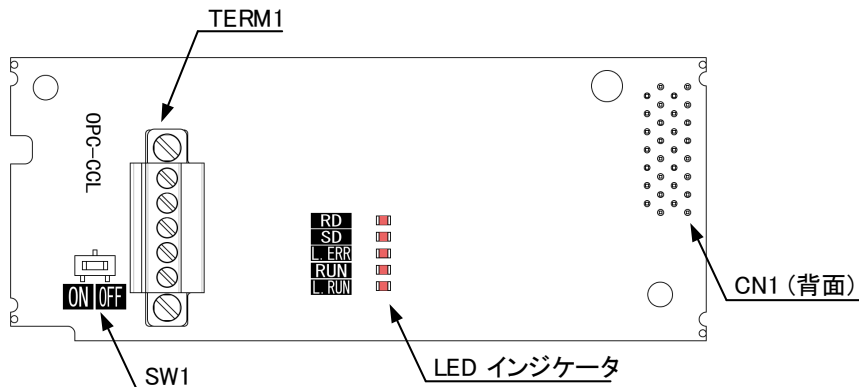 TERM1
OPC-CCL
RD
SD
L.ERR
RUN
L.RUN
ON OFF
CN1 (背面)
LED インジケータ
SW1